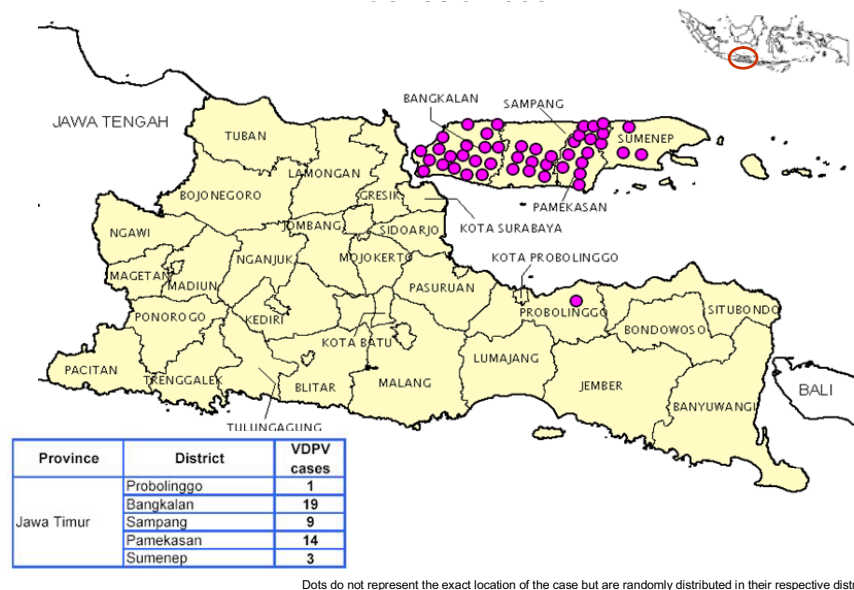 JAWA TENGAH
BANGKALAN
SAMPANG
SUMENEP
TUBAN
LAMONGAN
BOJONEGORO
GRESIK
PAMEKASAN
NGAWI
JOMBANG
SIDOARJO
KOTA SURABAYA
NGANJUK
MOJOKERTO
KOTA PROBOLINGGO
MAGETAN
MADIUN
PASURUAN
PONOROGO
KEDIRI
PROBOLINGGO
SITUBONDO
BONDOWOSO
KOTA BATU
LUMAJANG
PACITAN
TRENGGALEK
BLITAR
MALANG
JEMBER
BALI
BANYUWANGI
TULUNGAGUNG
Province District VDPV cases
Jawa Timur
Probolinggo 1
Bangkalan 19
Sampang 9
Pamekasan 14
Sumenep 3
Dots do not represent the exact location of the case but are randomly distributed in their respective distr